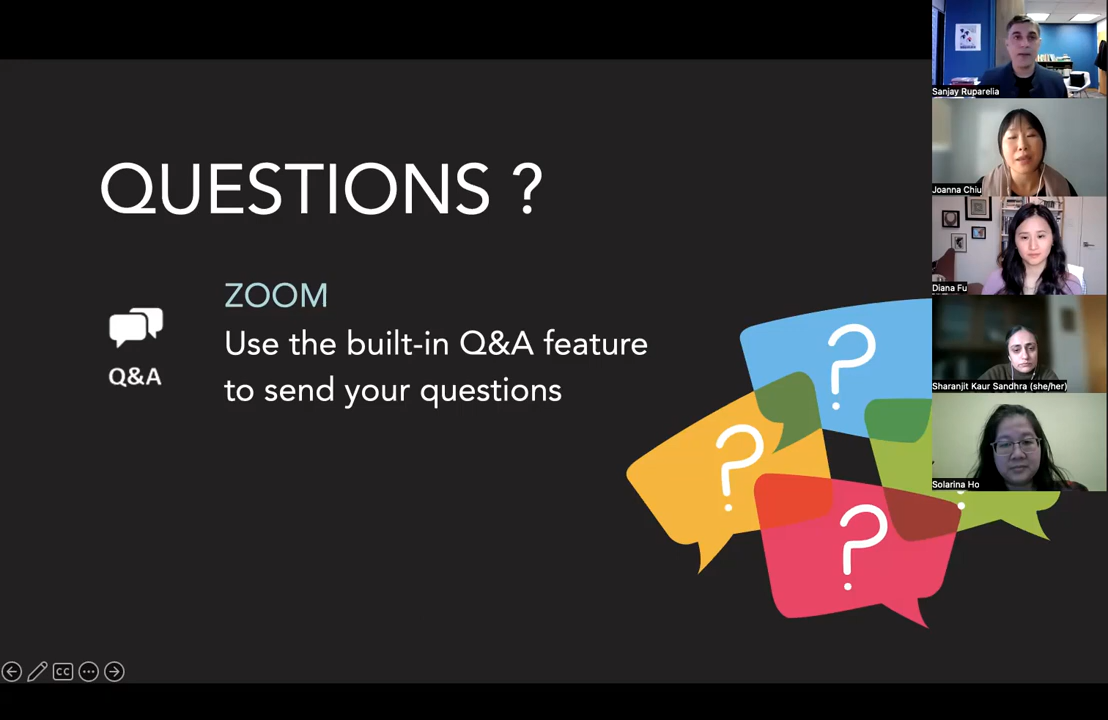 QUESTIONS ?
ZOOM
Use the built-in Q&A feature
to send your questions
Q&A
CC
Sanjay Ruparelia
Joanna Chiu
Diana Fu
Sharanjit Kaur Sandhra (she/her)
Solarina Ho
? 
?
?
?